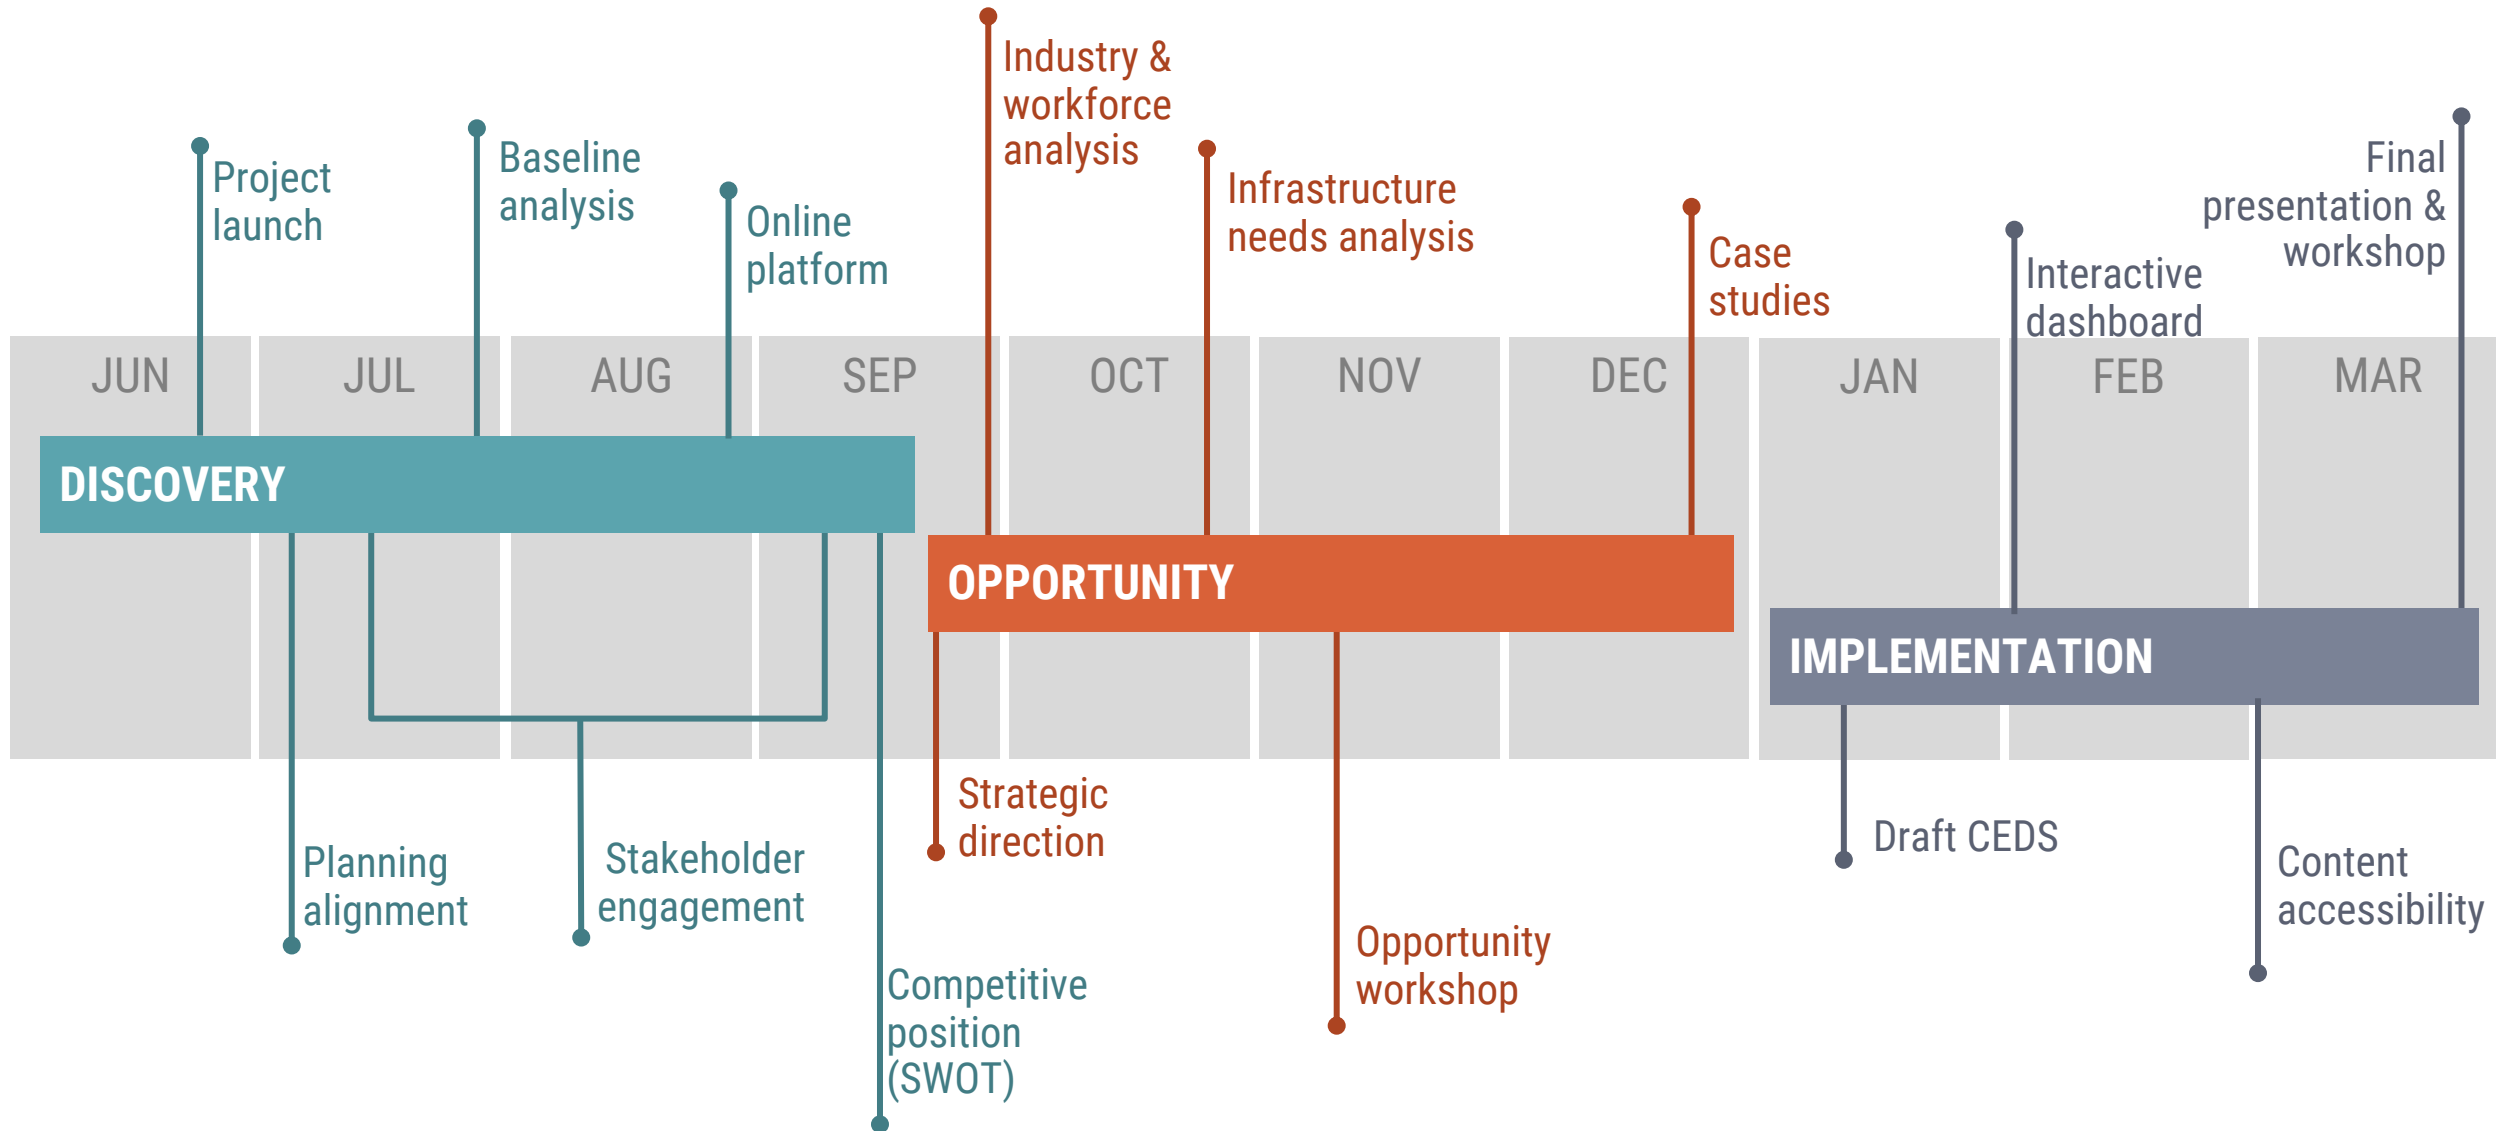 Industry &
workforce
analysis
Project
launch
Baseline
analysis
Online
platform
Infrastructure
needs analysis
Case
studies
Interactive
dashboard
Final
presentation &
workshop
JUN
JUL
AUG
SEP
OCT
NOV
DEC
JAN
FEB
MAR
DISCOVERY
OPPORTUNITY
IMPLEMENTATION
Planning
alignment
Stakeholder
engagement
Competitive
position
(SWOT)
Strategic
direction
Opportunity
workshop
Draft CEDS
Content
accessibility